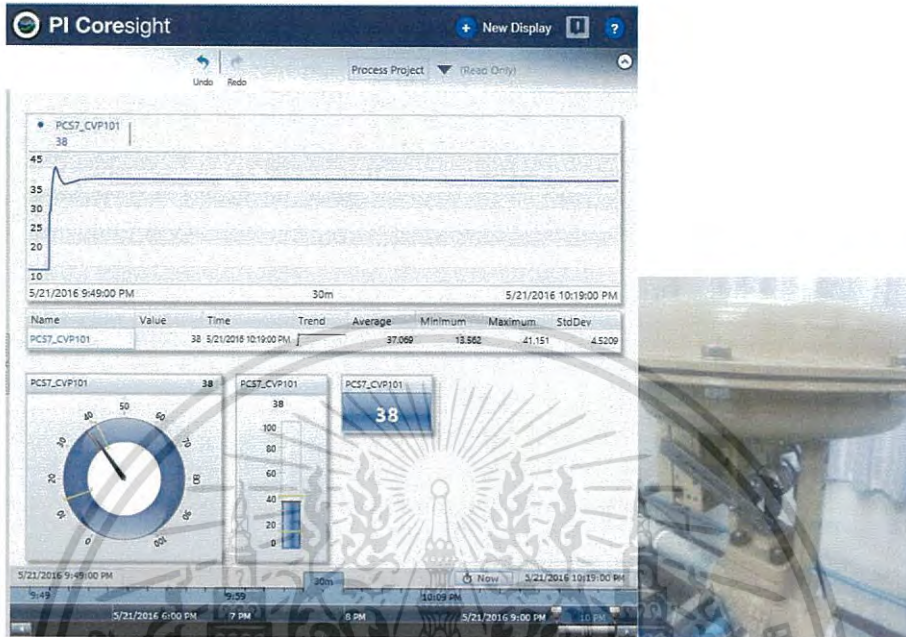 PI Coresight
+ New Display ?
Undo Redo
Process Project (Read Only)
PCS7_CVP101
38
45
35
30
25
20
10
5/21/2016 9:49:00 PM 30m 5/21/2016 10:19:00 PM
Name Value Time Trend Average Minimum Maximum StdDev
PCS7_CVP101 38 5/21/2016 10:19:00 PM 37.069 13.562 41.151 4.5209
PCS7_CVP101 38
0 10 20 30 40 50 60 70 80 90 100
PCS7_CVP101
38
100
80
60
40
20
0
PCS7_CVP101
38
5/21/2016 9:49:00 PM 30m Now 5/21/2016 10:19:00 PM
9:49 9:59 10:09 PM
5/21/2016 6:00 PM 7 PM 8 PM 5/21/2016 9:00 PM 10 PM